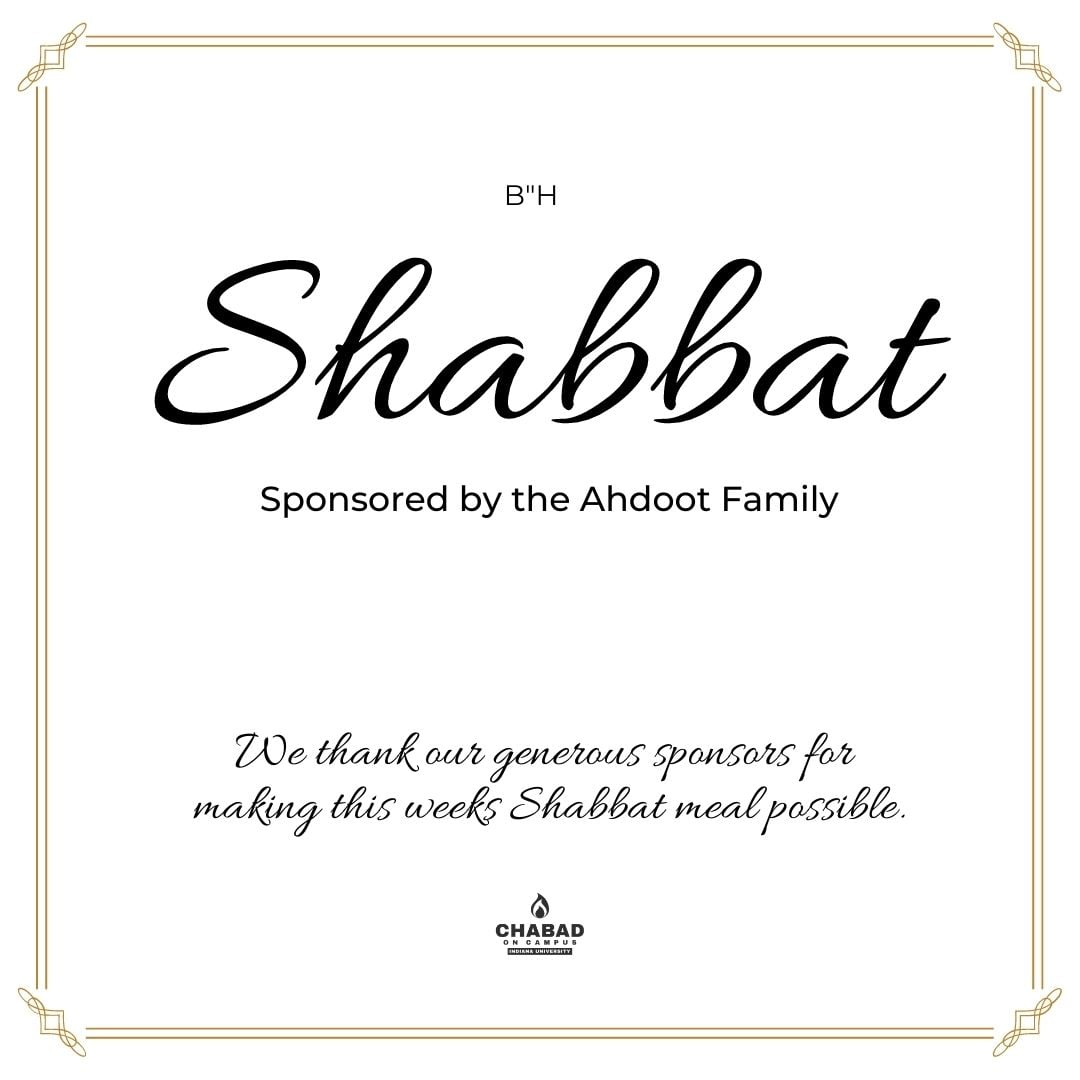 B"H
Shabbat
Sponsored by the Ahdoot Family
We thank our generous sponsors for
making this weeks Shabbat meal possible.
CHABAD
ON CAMPUS
INDIANA UNIVERSITY